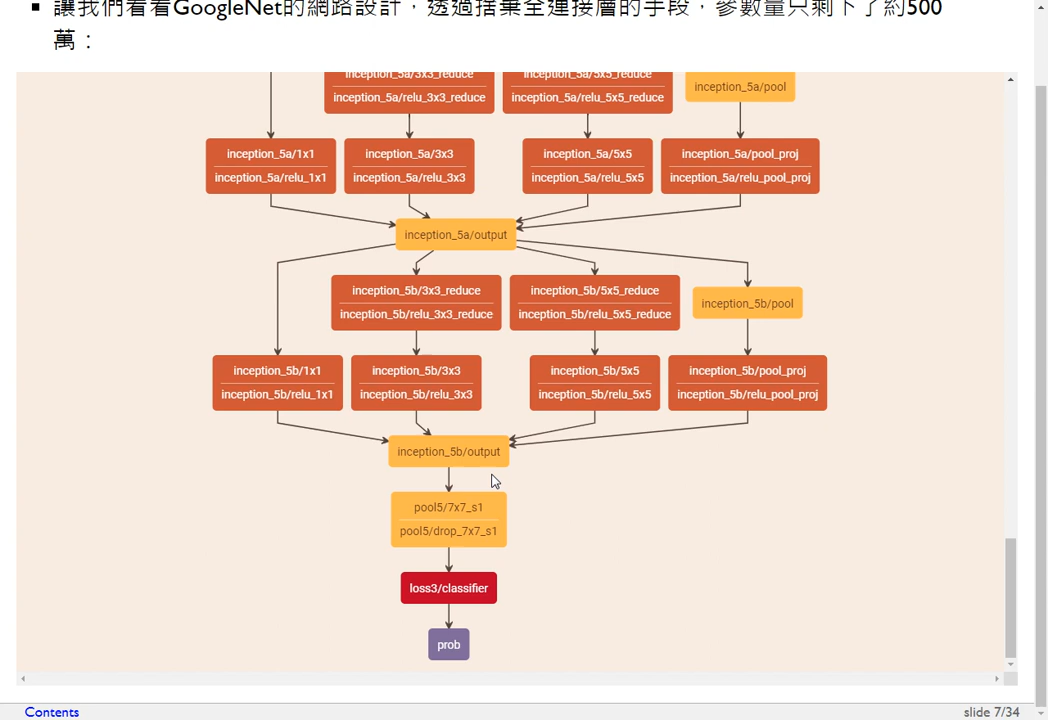 讓我們看看GoogleNet的網路設計，透過捨棄全連接層的手段，參數量只剩下了約500
萬：
inception_5a/3x3_reduce
inception_5a/relu_3x3_reduce
inception_5a/5x5_reduce
inception_5a/relu_5x5_reduce
inception_5a/pool
inception_5a/1x1
inception_5a/relu_1x1
inception_5a/3x3
inception_5a/relu_3x3
inception_5a/5x5
inception_5a/relu_5x5
inception_5a/pool_proj
inception_5a/relu_pool_proj
inception_5a/output
inception_5b/3x3_reduce
inception_5b/relu_3x3_reduce
inception_5b/5x5_reduce
inception_5b/relu_5x5_reduce
inception_5b/pool
inception_5b/1x1
inception_5b/relu_1x1
inception_5b/3x3
inception_5b/relu_3x3
inception_5b/5x5
inception_5b/relu_5x5
inception_5b/pool_proj
inception_5b/relu_pool_proj
inception_5b/output
pool5/7x7_s1
pool5/drop_7x7_s1
loss3/classifier
prob
Contents
slide 7/34